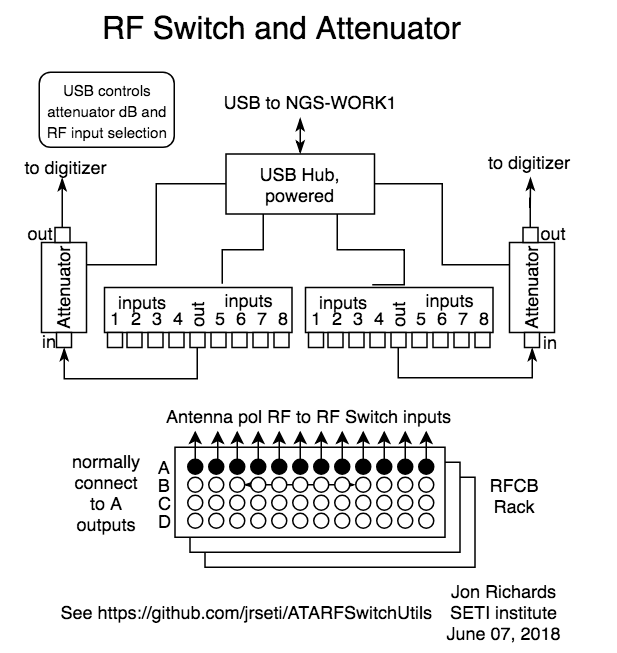 RF Switch and Attenuator
USB controls
attenuator dB and
RF input selection
USB to NGS-WORK1
to digitizer
to digitizer
USB Hub,
powered
out
out
Attenuator
Attenuator
inputs
out
inputs
1 2 3 4 5 6 7 8
inputs
out
inputs
1 2 3 4 5 6 7 8
in
in
Antenna pol RF to RF Switch inputs
normally
connect
to A
outputs
A
B
C
D
RFCB
Rack
See https://github.com/jrseti/ATARFSwitchUtils
Jon Richards
SETI institute
June 07, 2018